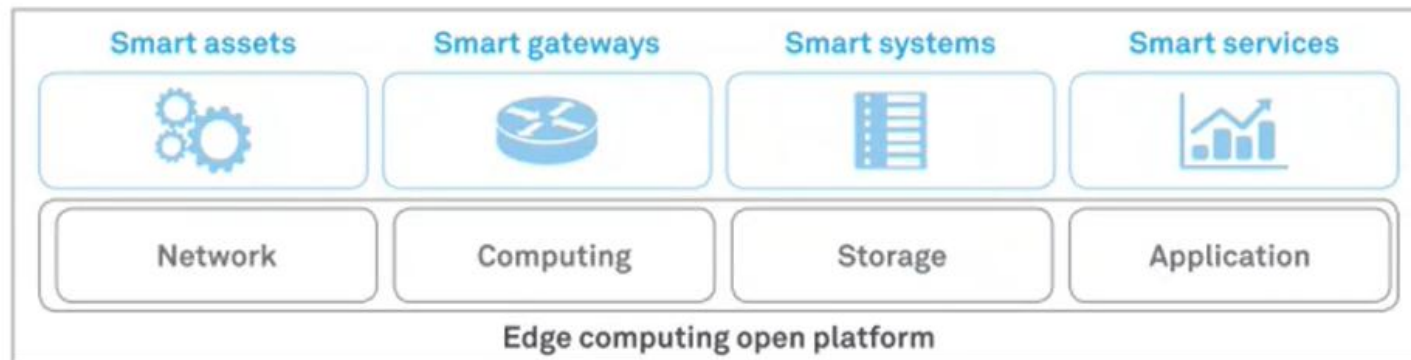 Smart assets Smart gateways Smart systems Smart services
Network Computing Storage Application
Edge computing open platform